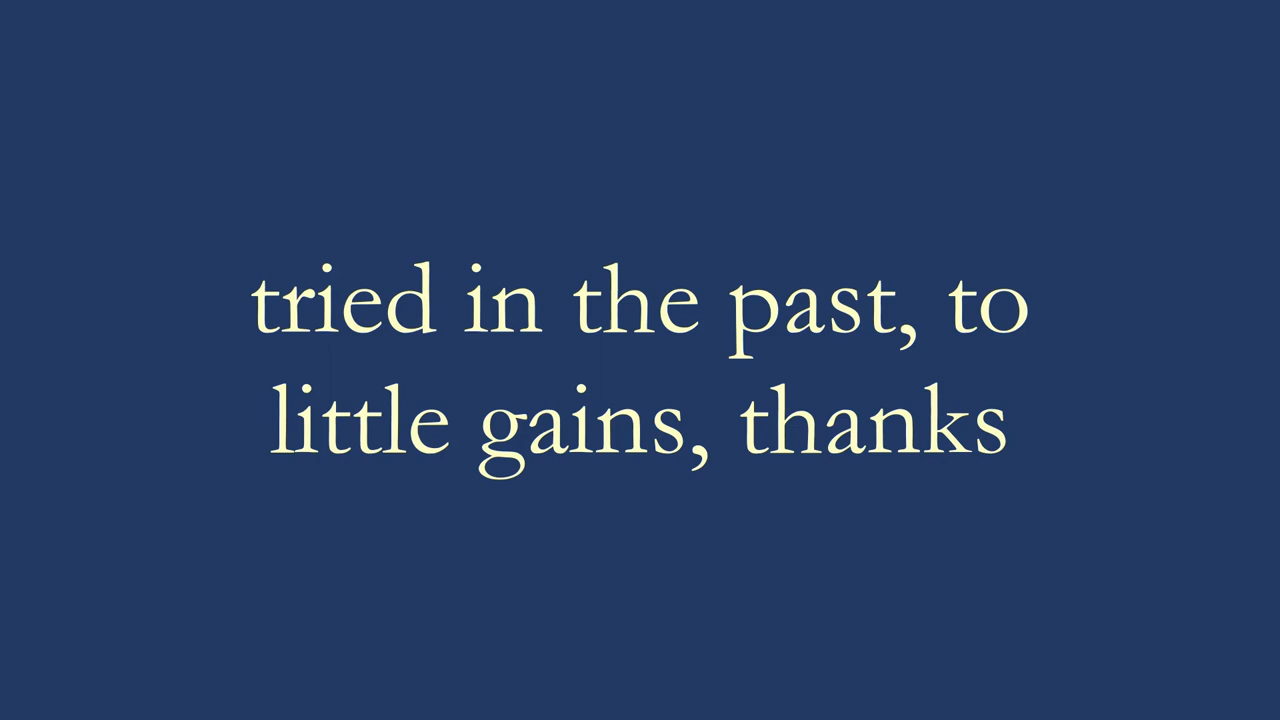 tried in the past, to
little gains, thanks